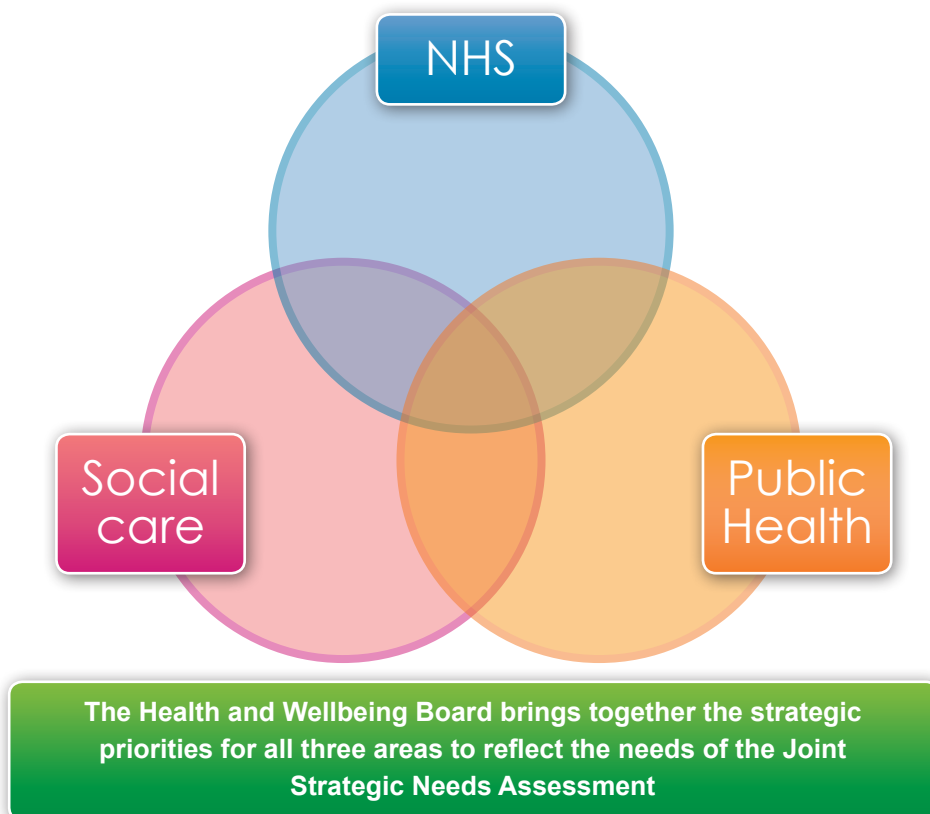 NHS
Social
care
Public
Health
The Health and Wellbeing Board brings together the strategic
priorities for all three areas to reflect the needs of the Joint
Strategic Needs Assessment